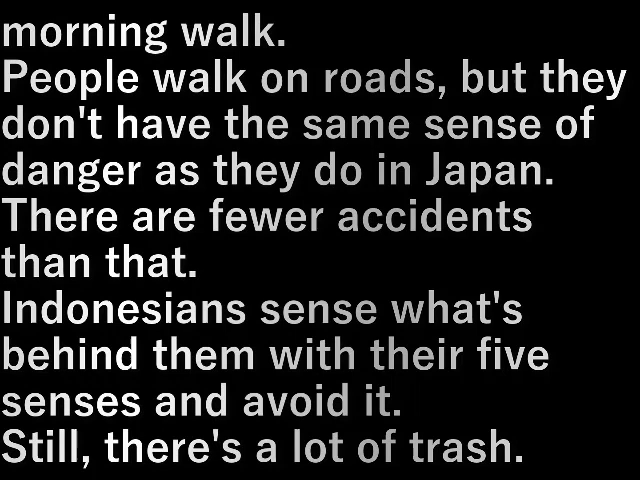 morning walk.
People walk on roads, but they
don't have the same sense of
danger as they do in Japan.
There are fewer accidents
than that.
Indonesians sense what's
behind them with their five
senses and avoid it.
Still, there's a lot of trash.